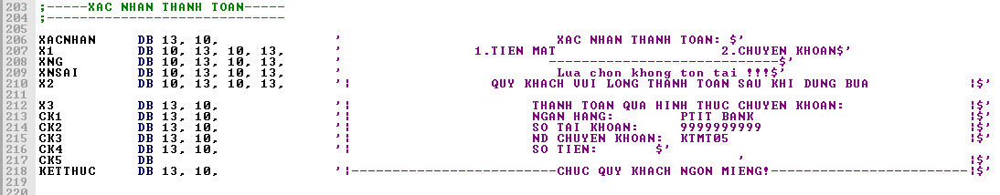 203 ;-----XAC NHAN THANH TOAN-----
204 ;-----------------------------
205
206 XACNHAN DB 13, 10, ' XAC NHAN THANH TOAN: $'
207 X1 DB 10, 13, 10, 13, ' 1.TIEN MAT 2.CHUYEN KHOAN$'
208 XNG DB 10, 13, 10, 13, ' ----------------------------$'
209 XNSAI DB 10, 13, 10, 13, ' Lua chon khong ton tai !!!$'
210 X2 DB 10, 13, 10, 13, '¦ QUY KHACH VUI LONG THANH TOAN SAU KHI DUNG BUA ¦$'
211
212 X3 DB 13, 10, '¦ THANH TOAN QUA HINH THUC CHUYEN KHOAN: ¦$'
213 CK1 DB 13, 10, '¦ NGAN HANG: PTIT BANK ¦$'
214 CK2 DB 13, 10, '¦ SO TAI KHOAN: 9999999999 ¦$'
215 CK3 DB 13, 10, '¦ ND CHUYEN KHOAN: KTMT05 ¦$'
216 CK4 DB 13, 10, '¦ SO TIEN: $'
217 CK5 DB ' ¦$'
218 KETTHUC DB 13, 10, '¦-------------------------CHUC QUY KHACH NGON MIENG!------------------------¦$'
219
220